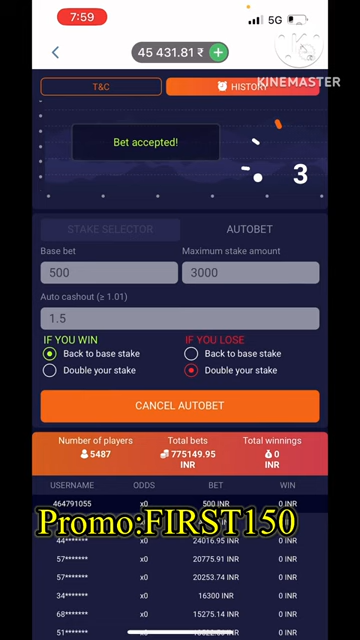 7:59
5G
45 431.81 ₹
KINEMASTER
T&C
HISTORY
Bet accepted!
3
STAKE SELECTOR
AUTOBET
Base bet
Maximum stake amount
500
3000
Auto cashout (≥ 1.01)
1.5
IF YOU WIN
IF YOU LOSE
Back to base stake
Back to base stake
Double your stake
Double your stake
CANCEL AUTOBET
Number of players
Total bets
Total winnings
5487
775149.95
0
INR
INR
USERNAME ODDS BET WIN
464791055 x0 500 INR 0 INR
Promo:FIRST150
44******* x0 24016.95 INR 0 INR
57******* x0 20775.91 INR 0 INR
57******* x0 20253.74 INR 0 INR
34******* x0 16300 INR 0 INR
68******* x0 15275.14 INR 0 INR
51******* x0 INR 0 INR